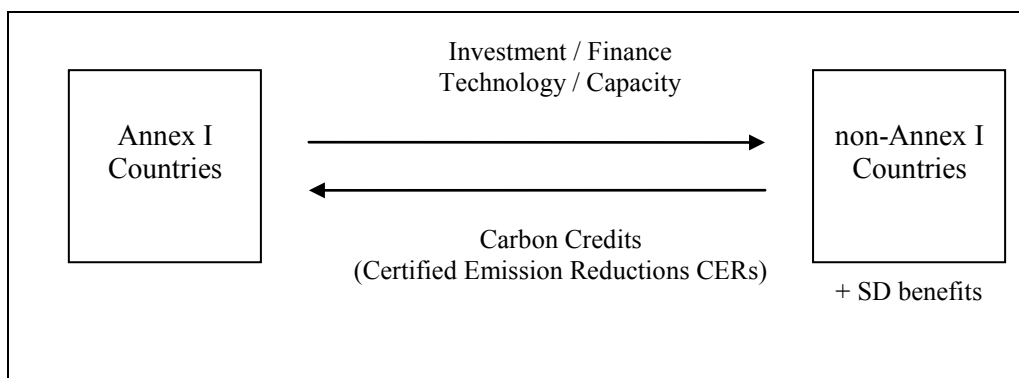 Investment / Finance
Technology / Capacity
Annex I
Countries
non-Annex I
Countries
Carbon Credits
(Certified Emission Reductions CERs)
+ SD benefits